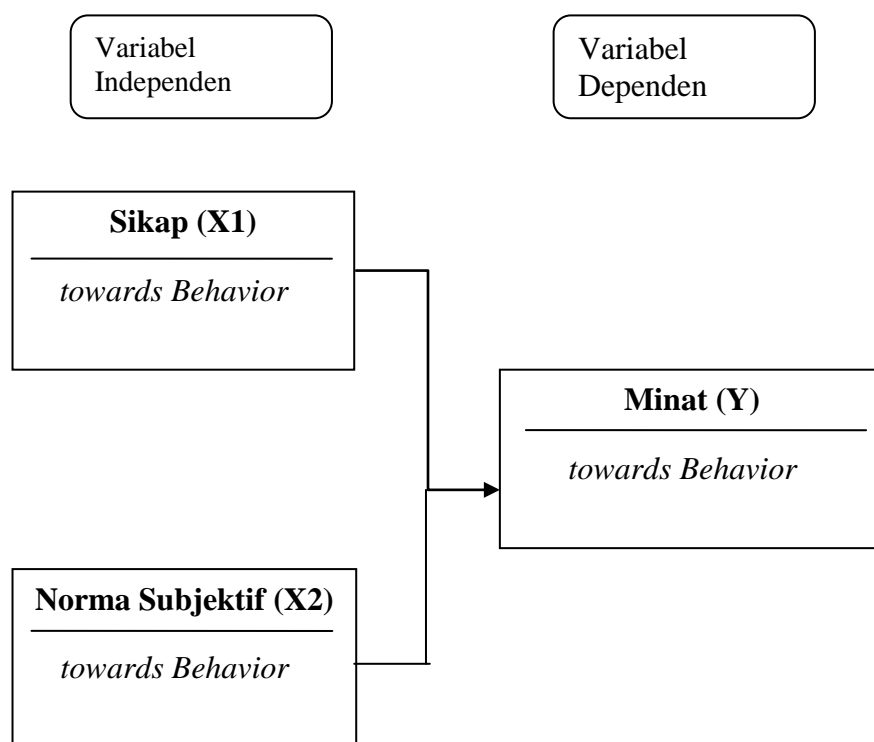 Variabel
Independen
Variabel
Dependen
Sikap (X1)
towards Behavior
Minat (Y)
towards Behavior
Norma Subjektif (X2)
towards Behavior